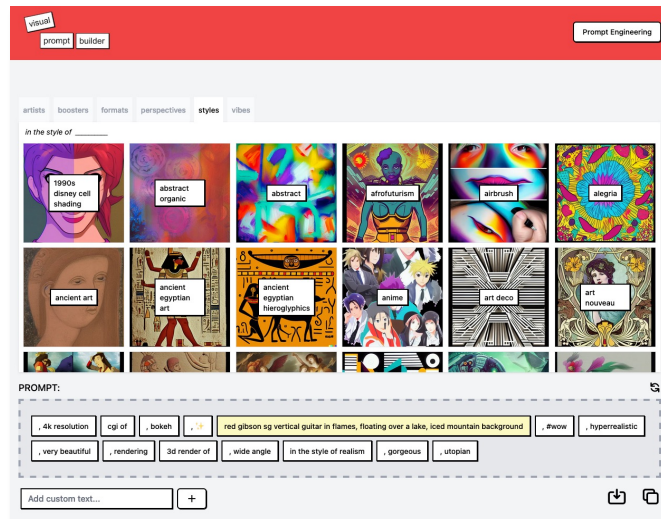 visual
prompt builder
Prompt Engineering
artists boosters formats perspectives styles vibes
in the style of ________
1990s
disney cell
shading
abstract
organic
abstract
afrofuturism
airbrush
alegria
ancient art
ancient
egyptian
art
ancient
egyptian
hieroglyphics
anime
art deco
art
nouveau
PROMPT:
, 4k resolution cgi of , bokeh , ✨ red gibson sg vertical guitar in flames, floating over a lake, iced mountain background , #wow , hyperrealistic
, very beautiful , rendering 3d render of , wide angle in the style of realism , gorgeous , utopian
Add custom text... +